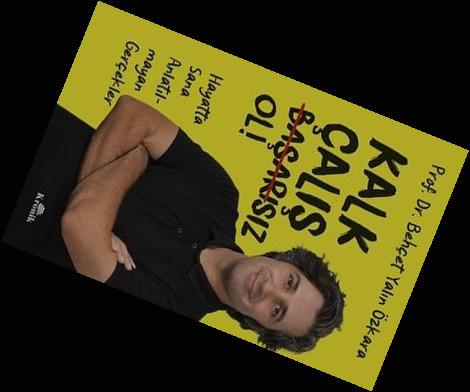 Prof. Dr. Behçet Yalın Özkara
KALK
ÇALIŞ
BAŞARISIZ
OL!
Hayatta
Sana
Anlatıl-
mayan
Gerçekler
Kronik